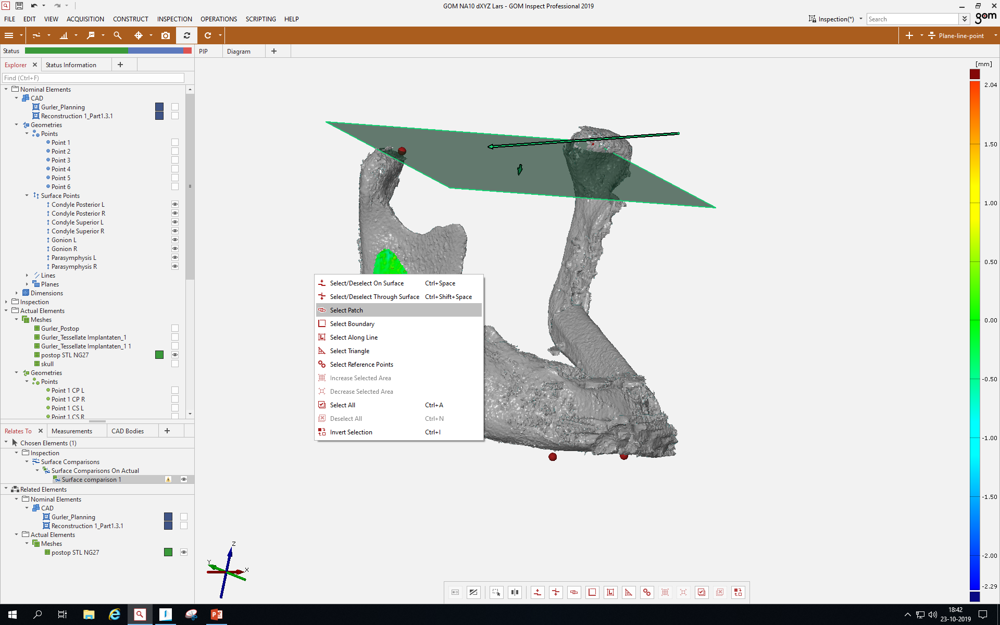 GOM NA10 dXYZ Lars - GOM Inspect Professional 2019
FILE EDIT VIEW ACQUISITION CONSTRUCT INSPECTION OPERATIONS SCRIPTING HELP
Inspection(*) Search gom
Plane-line-point
Status PIP Diagram
Explorer Status Information
Find (Ctrl+F)
Nominal Elements
CAD
Gurler_Planning
Reconstruction 1_Part1.3.1
Geometries
Points
Point 1
Point 2
Point 3
Point 4
Point 5
Point 6
Surface Points
Condyle Posterior L
Condyle Posterior R
Condyle Superior L
Condyle Superior R
Gonion L
Gonion R
Parasymphysis L
Parasymphysis R
Lines
Planes
Dimensions
Inspection
Actual Elements
Meshes
Gurler_Postop
Gurler_Tessellate Implantaten_1
Gurler_Tessellate Implantaten_1 1
postop STL NG27
skull
Geometries
Points
Point 1 CP L
Point 1 CP R
Point 1 CS L
Point 1 CS R
Relates To Measurements CAD Bodies
Chosen Elements (1)
Inspection
Surface Comparisons
Surface Comparisons On Actual
Surface comparison 1
Related Elements
Nominal Elements
CAD
Gurler_Planning
Reconstruction 1_Part1.3.1
Actual Elements
Meshes
postop STL NG27
Select/Deselect On Surface Ctrl+Space
Select/Deselect Through Surface Ctrl+Shift+Space
Select Patch
Select Boundary
Select Along Line
Select Triangle
Select Reference Points
Increase Selected Area
Decrease Selected Area
Select All Ctrl+A
Deselect All Ctrl+N
Invert Selection Ctrl+I
[mm]
2.04
1.50
1.00
0.50
0.00
-0.50
-1.00
-1.50
-2.00
-2.29
Z
Y
X
18:42
23-10-2019